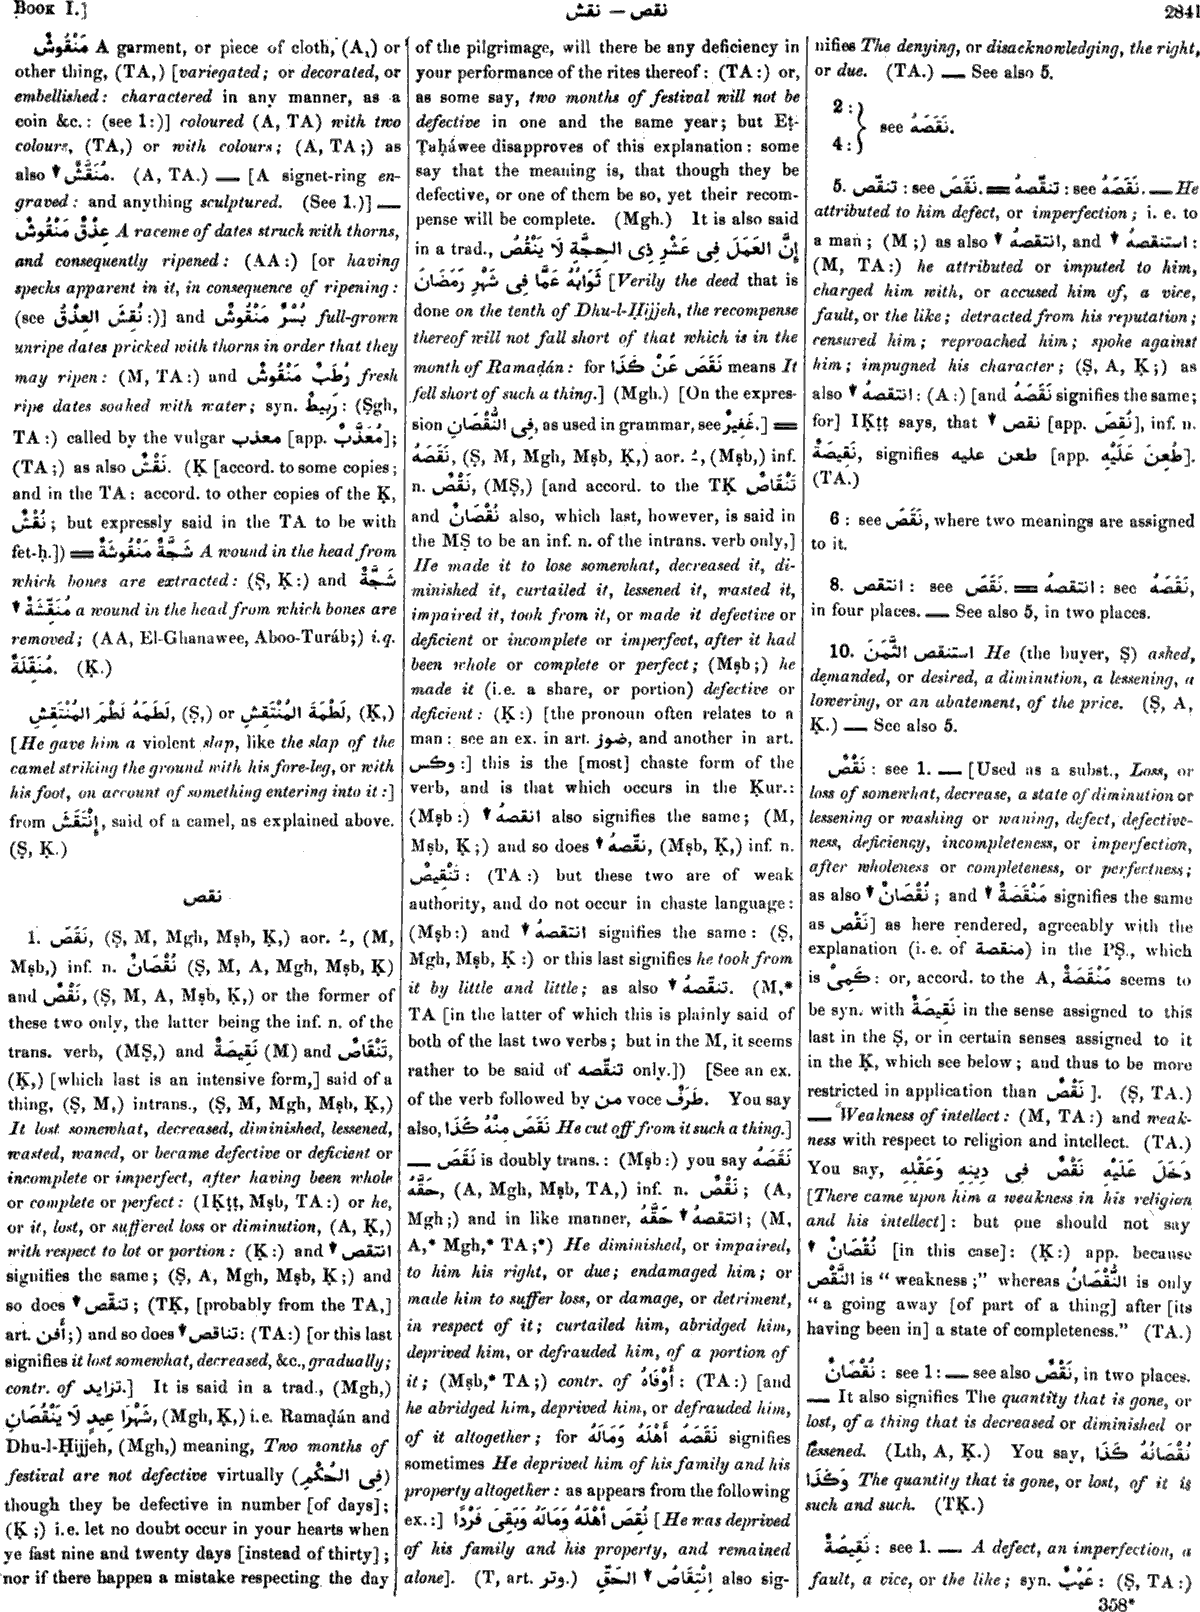 BOOK I.]
نقص — نقش
2841
مَنْقُوشٌ A garment, or piece of cloth, (A,) or
other thing, (TA,) [variegated; or decorated, or
embellished: charactered in any manner, as a
coin &c.: (see 1:)] coloured (A, TA) with two
colours, (TA,) or with colours; (A, TA;) as
also ▼ مُنَقَّشٌ. (A, TA.) — [A signet-ring en-
graved: and anything sculptured. (See 1.)] —
عِذْقٌ مَنْقُوشٌ A raceme of dates struck with thorns,
and consequently ripened: (AA:) [or having
specks apparent in it, in consequence of ripening:
(see نُقِشَ العِذْقُ:)] and بُسْرٌ مَنْقُوشٌ full-grown
unripe dates pricked with thorns in order that they
may ripen: (M, TA:) and رُطَبٌ مَنْقُوشٌ fresh
ripe dates soaked with water; syn. رَبِيطٌ: (Ṣgh,
TA:) called by the vulgar معذب [app. مُعَذَّبٌ];
(TA;) as also نَقْشٌ. (Ḳ [accord. to some copies;
and in the TA: accord. to other copies of the Ḳ,
نُقْشٌ; but expressly said in the TA to be with
fet-ḥ.]) ═ شَجَّةٌ مَنْقُوشَةٌ A wound in the head from
which bones are extracted: (Ṣ, Ḳ:) and شَجَّةٌ
▼ مُنَقِّشَةٌ a wound in the head from which bones are
removed; (AA, El-Ghanawee, Aboo-Turáb;) i.q.
مُنَقِّلَةٌ. (Ḳ.)
لَطَمَهُ لَطْمَ المُنْتَقِشِ, (Ṣ,) or لَطْمَةَ المُنْتَقِشِ, (Ḳ,)
[He gave him a violent slap, like the slap of the
camel striking the ground with his fore-leg, or with
his foot, on account of something entering into it:]
from إِنْتَقَشَ, said of a camel, as explained above.
(Ṣ, Ḳ.)
نقص
1. نَقَصَ, (Ṣ, M, Mgh, Mṣb, Ḳ,) aor. ـُ, (M,
Mṣb,) inf. n. نُقْصَانٌ (Ṣ, M, A, Mgh, Mṣb, Ḳ)
and نَقْصٌ, (Ṣ, M, A, Mṣb, Ḳ,) or the former of
these two only, the latter being the inf. n. of the
trans. verb, (MṢ,) and نَقِيصَةٌ (M) and تَنْقَاصٌ,
(Ḳ,) [which last is an intensive form,] said of a
thing, (Ṣ, M,) intrans., (Ṣ, M, Mgh, Mṣb, Ḳ,)
It lost somewhat, decreased, diminished, lessened,
wasted, waned, or became defective or deficient or
incomplete or imperfect, after having been whole
or complete or perfect: (IḲṭṭ, Mṣb, TA:) or he,
or it, lost, or suffered loss or diminution, (A, Ḳ,)
with respect to lot or portion: (Ḳ:) and ▼ انتقص
signifies the same; (Ṣ, A, Mgh, Mṣb, Ḳ;) and
so does ▼ تنقّص; (TḲ, [probably from the TA,]
art. أَفن;) and so does ▼ تناقص: (TA:) [or this last
signifies it lost somewhat, decreased, &c., gradually;
contr. of تزايد.] It is said in a trad., (Mgh,)
شَهْرَا عِيدٍ لَا يَنْقُصَانِ, (Mgh, Ḳ,) i.e. Ramaḍán and
Dhu-l-Ḥijjeh, (Mgh,) meaning, Two months of
festival are not defective virtually (فِى الحُكْمِ)
though they be defective in number [of days];
(Ḳ;) i.e. let no doubt occur in your hearts when
ye fast nine and twenty days [instead of thirty];
nor if there happen a mistake respecting the day
of the pilgrimage, will there be any deficiency in
your performance of the rites thereof: (TA:) or,
as some say, two months of festival will not be
defective in one and the same year; but Eṭ-
Ṭaḥáwee disapproves of this explanation: some
say that the meaning is, that though they be
defective, or one of them be so, yet their recom-
pense will be complete. (Mgh.) It is also said
in a trad., إِنَّ العَمَلَ فِى عَشْرِ ذِى الحِجَّةِ لَا يَنْقُصُ
ثَوَابُهُ عَمَّا فِى شَهْرِ رَمَضَانَ [Verily the deed that is
done on the tenth of Dhu-l-Ḥijjeh, the recompense
thereof will not fall short of that which is in the
month of Ramaḍán: for نَقَصَ عَنْ كَذَا means It
fell short of such a thing.] (Mgh.) [On the expres-
sion فِى النُّقْصَانِ, as used in grammar, see غَفِيرٌ.] ═
نَقَصَهُ, (Ṣ, M, Mgh, Mṣb, Ḳ,) aor. ـُ, (Mṣb,) inf.
n. نَقْصٌ, (MṢ,) [and accord. to the TḲ تَنْقَاصٌ
and نُقْصَانٌ also, which last, however, is said in
the MṢ to be an inf. n. of the intrans. verb only,]
He made it to lose somewhat, decreased it, di-
minished it, curtailed it, lessened it, wasted it,
impaired it, took from it, or made it defective or
deficient or incomplete or imperfect, after it had
been whole or complete or perfect; (Mṣb;) he
made it (i.e. a share, or portion) defective or
deficient: (Ḳ:) [the pronoun often relates to a
man: see an ex. in art. ضوز, and another in art.
وكس:] this is the [most] chaste form of the
verb, and is that which occurs in the Ḳur.:
(Mṣb:) ▼ انقصهُ also signifies the same; (M,
Mṣb, Ḳ;) and so does ▼ نقّصهُ, (Mṣb, Ḳ,) inf. n.
تَنْقِيصٌ: (TA:) but these two are of weak
authority, and do not occur in chaste language:
(Mṣb:) and ▼ انتقصهُ signifies the same: (Ṣ,
Mgh, Mṣb, Ḳ:) or this last signifies he took from
it by little and little; as also ▼ تنقّصهُ. (M,*
TA [in the latter of which this is plainly said of
both of the last two verbs; but in the M, it seems
rather to be said of تنقّصه only.]) [See an ex.
of the verb followed by من voce طَرَفٌ. You say
also, نَقَصَ مِنْهُ كَذَا He cut off from it such a thing.]
— نَقَصَ is doubly trans.: (Mṣb:) you say نَقَصَهُ
حَقَّهُ, (A, Mgh, Mṣb, TA,) inf. n. نَقْصٌ; (A,
Mgh;) and in like manner, ▼ انتقصهُ حَقَّهُ; (M,
A,* Mgh,* TA;*) He diminished, or impaired,
to him his right, or due; endamaged him; or
made him to suffer loss, or damage, or detriment,
in respect of it; curtailed him, abridged him,
deprived him, or defrauded him, of a portion of
it; (Mṣb,* TA;) contr. of أَوْفَاهُ: (TA:) [and
he abridged him, deprived him, or defrauded him,
of it altogether; for نَقَصَهُ أَهْلَهُ وَمَالَهُ signifies
sometimes He deprived him of his family and his
property altogether: as appears from the following
ex.:] نُقِصَ أَهْلَهُ وَمَالَهُ وَبَقِىَ فَرْدًا [He was deprived
of his family and his property, and remained
alone]. (T, art. وتر.) إِنْتِقَاصُ ▼ الحَقِّ also sig-
nifies The denying, or disacknowledging, the right,
or due. (TA.) — See also 5.
2:}
4:} see نَقَصَهُ.
5. تنقّص: see نَقَصَ. ═ تنقّصهُ: see نَقَصَهُ. — He
attributed to him defect, or imperfection; i. e. to
a man; (M;) as also ▼ انتقصهُ, and ▼ استنقصهُ:
(M, TA:) he attributed or imputed to him,
charged him with, or accused him of, a vice,
fault, or the like; detracted from his reputation;
censured him; reproached him; spoke against
him; impugned his character; (Ṣ, A, Ḳ;) as
also ▼ انتقصهُ: (A:) [and نَقَصَهُ signifies the same;
for] IḲṭṭ says, that ▼ نقص [app. نُقِصَ], inf. n.
نَقِيصَةٌ, signifies طعن عليه [app. طُعِنَ عَلَيْهِ].
(TA.)
6: see نَقَصَ, where two meanings are assigned
to it.
8. انتقص: see نَقَصَ. ═ انتقصهُ: see نَقَصَهُ,
in four places. — See also 5, in two places.
10. استنقص الثَّمَنَ He (the buyer, Ṣ) asked,
demanded, or desired, a diminution, a lessening, a
lowering, or an abatement, of the price. (Ṣ, A,
Ḳ.) — See also 5.
نَقْصٌ: see 1. — [Used as a subst., Loss, or
loss of somewhat, decrease, a state of diminution or
lessening or washing or waning, defect, defective-
ness, deficiency, incompleteness, or imperfection,
after wholeness or completeness, or perfectness;
as also ▼ نُقْصَانٌ; and ▼ مَنْقَصَةٌ signifies the same
as نَقْصٌ] as here rendered, agreeably with the
explanation (i. e. of منقصة) in the PṢ., which
is كَمِىْ: or, accord. to the A, مَنْقَصَةٌ seems to
be syn. with نَقِيصَةٌ in the sense assigned to this
last in the Ṣ, or in certain senses assigned to it
in the Ḳ, which see below; and thus to be more
restricted in application than نَقْصٌ]. (Ṣ, TA.)
— Weakness of intellect: (M, TA:) and weak-
ness with respect to religion and intellect. (TA.)
You say, دَخَلَ عَلَيْهِ نَقْصٌ فِى دِينِهِ وَعَقْلِهِ
[There came upon him a weakness in his religion
and his intellect]: but one should not say
▼ نُقْصَانٌ [in this case]: (Ḳ:) app. because
النَّقْصُ is “weakness;” whereas النُّقْصَانُ is only
“a going away [of part of a thing] after [its
having been in] a state of completeness.” (TA.)
نُقْصَانٌ: see 1: — see also نَقْصٌ, in two places.
— It also signifies The quantity that is gone, or
lost, of a thing that is decreased or diminished or
lessened. (Lth, A, Ḳ.) You say, نُقْصَانُهُ كَذَا
وَكَذَا The quantity that is gone, or lost, of it is
such and such. (TḲ.)
نَقِيصَةٌ: see 1. — A defect, an imperfection, a
fault, a vice, or the like; syn. عَيْبٌ: (Ṣ, TA:)
358*